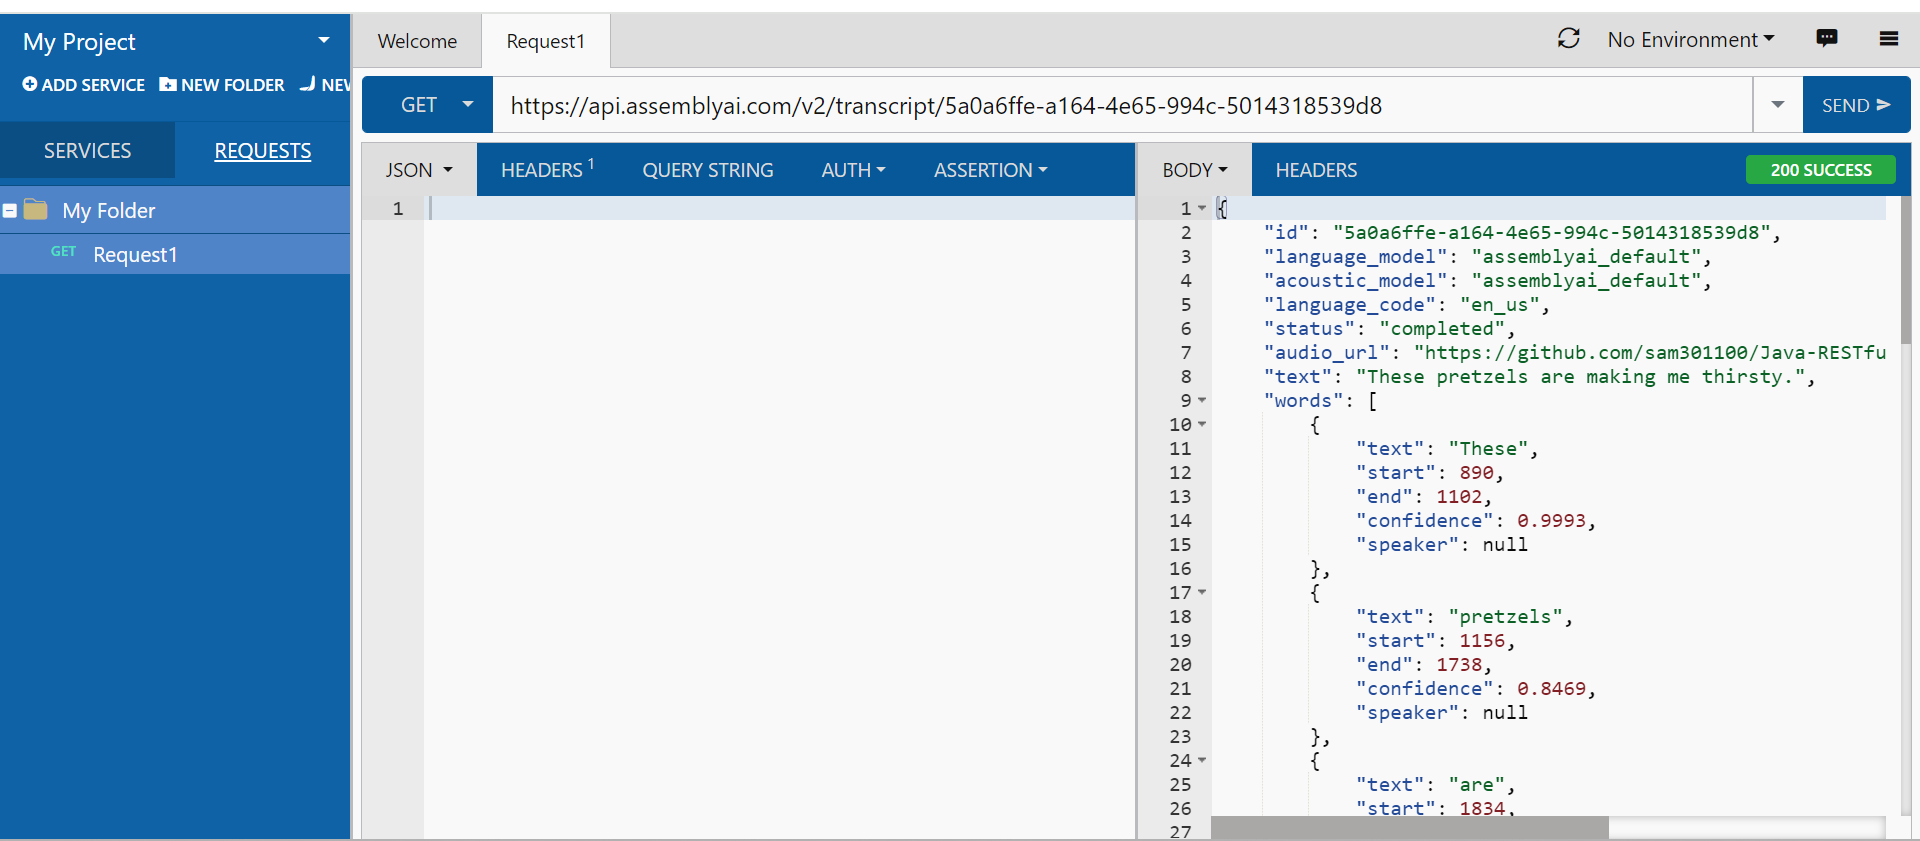 My Project
ADD SERVICE NEW FOLDER NEW
SERVICES REQUESTS
My Folder
GET Request1
Welcome Request1 No Environment
GET https://api.assemblyai.com/v2/transcript/5a0a6ffe-a164-4e65-994c-5014318539d8 SEND
JSON HEADERS 1 QUERY STRING AUTH ASSERTION
1
BODY HEADERS 200 SUCCESS
1 {
2 "id": "5a0a6ffe-a164-4e65-994c-5014318539d8",
3 "language_model": "assemblyai_default",
4 "acoustic_model": "assemblyai_default",
5 "language_code": "en_us",
6 "status": "completed",
7 "audio_url": "https://github.com/sam301100/Java-RESTfu
8 "text": "These pretzels are making me thirsty.",
9 "words": [
10 {
11 "text": "These",
12 "start": 890,
13 "end": 1102,
14 "confidence": 0.9993,
15 "speaker": null
16 },
17 {
18 "text": "pretzels",
19 "start": 1156,
20 "end": 1738,
21 "confidence": 0.8469,
22 "speaker": null
23 },
24 {
25 "text": "are",
26 "start": 1834,
27